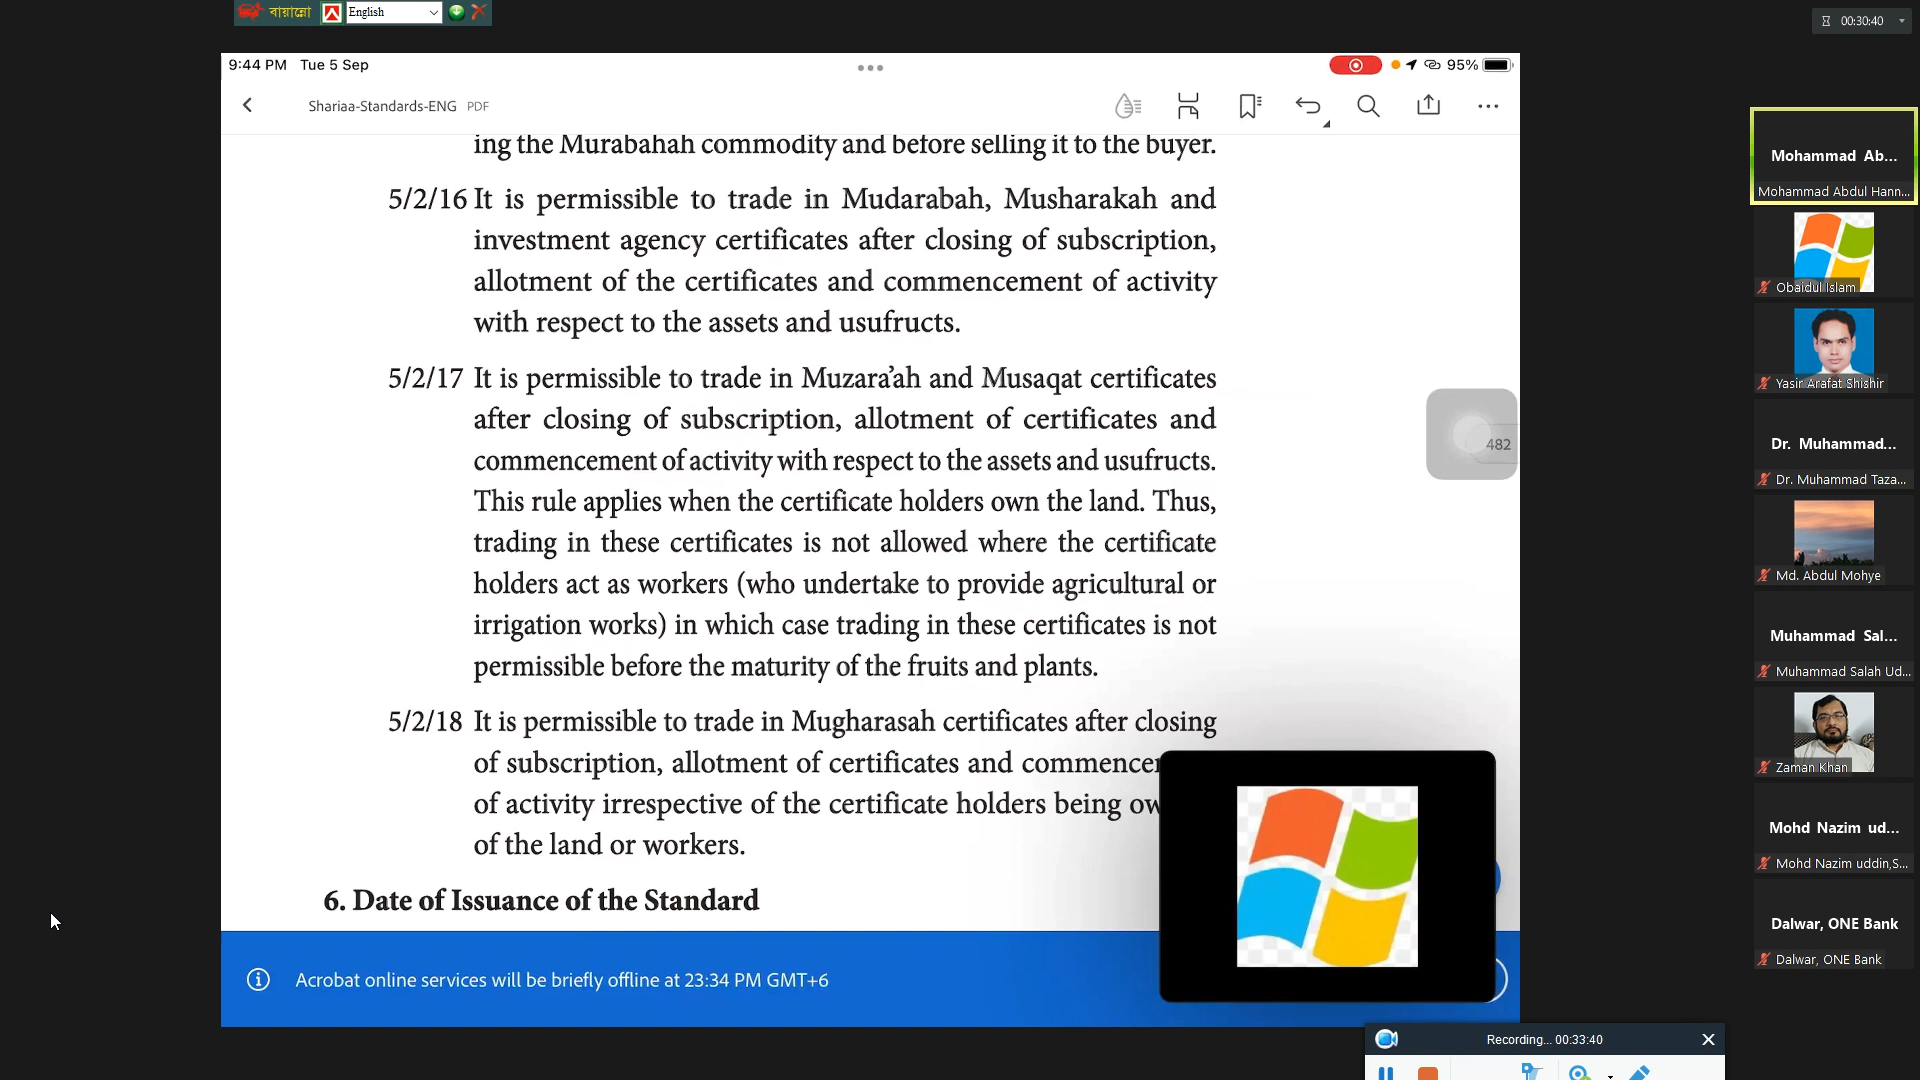 বায়ান্নো English
00:30:40
9:44 PM Tue 5 Sep
95%
Shariaa-Standards-ENG PDF
ing the Murabahah commodity and before selling it to the buyer.
5/2/16 It is permissible to trade in Mudarabah, Musharakah and
investment agency certificates after closing of subscription,
allotment of the certificates and commencement of activity
with respect to the assets and usufructs.
5/2/17 It is permissible to trade in Muzara’ah and Musaqat certificates
after closing of subscription, allotment of certificates and
commencement of activity with respect to the assets and usufructs.
This rule applies when the certificate holders own the land. Thus,
trading in these certificates is not allowed where the certificate
holders act as workers (who undertake to provide agricultural or
irrigation works) in which case trading in these certificates is not
permissible before the maturity of the fruits and plants.
5/2/18 It is permissible to trade in Mugharasah certificates after closing
of subscription, allotment of certificates and commencem
of activity irrespective of the certificate holders being ow
of the land or workers.
6. Date of Issuance of the Standard
482
Acrobat online services will be briefly offline at 23:34 PM GMT+6
Mohammad Ab...
Mohammad Abdul Hann...
Obaidul Islam
Yasir Arafat Shishir
Dr. Muhammad...
Dr. Muhammad Taza...
Md. Abdul Mohye
Muhammad Sal...
Muhammad Salah Ud...
Zaman Khan
Mohd Nazim ud...
Mohd Nazim uddin,S...
Dalwar, ONE Bank
Dalwar, ONE Bank
Recording... 00:33:40